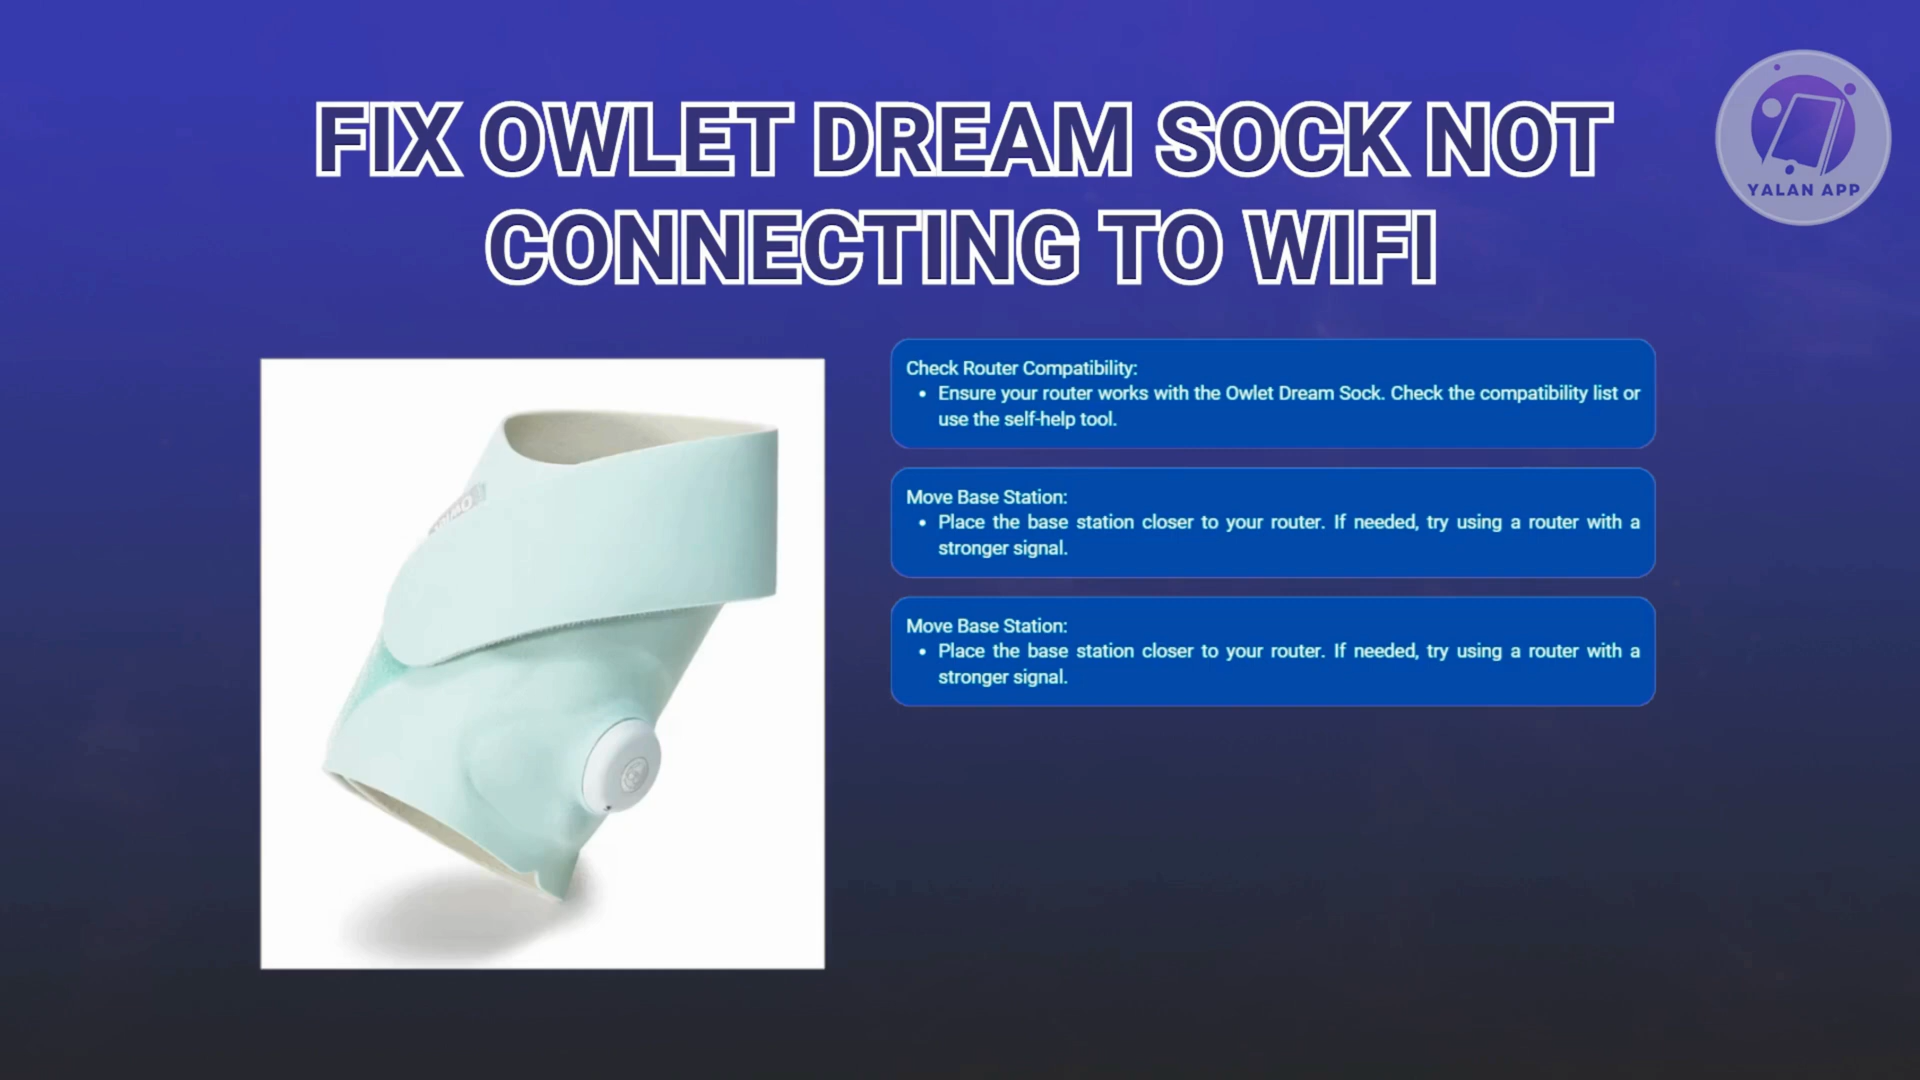 FIX OWLET DREAM SOCK NOT
CONNECTING TO WIFI
YALAN APP
Check Router Compatibility:
• Ensure your router works with the Owlet Dream Sock. Check the compatibility list or
use the self-help tool.
Move Base Station:
• Place the base station closer to your router. If needed, try using a router with a
stronger signal.
Move Base Station:
• Place the base station closer to your router. If needed, try using a router with a
stronger signal.